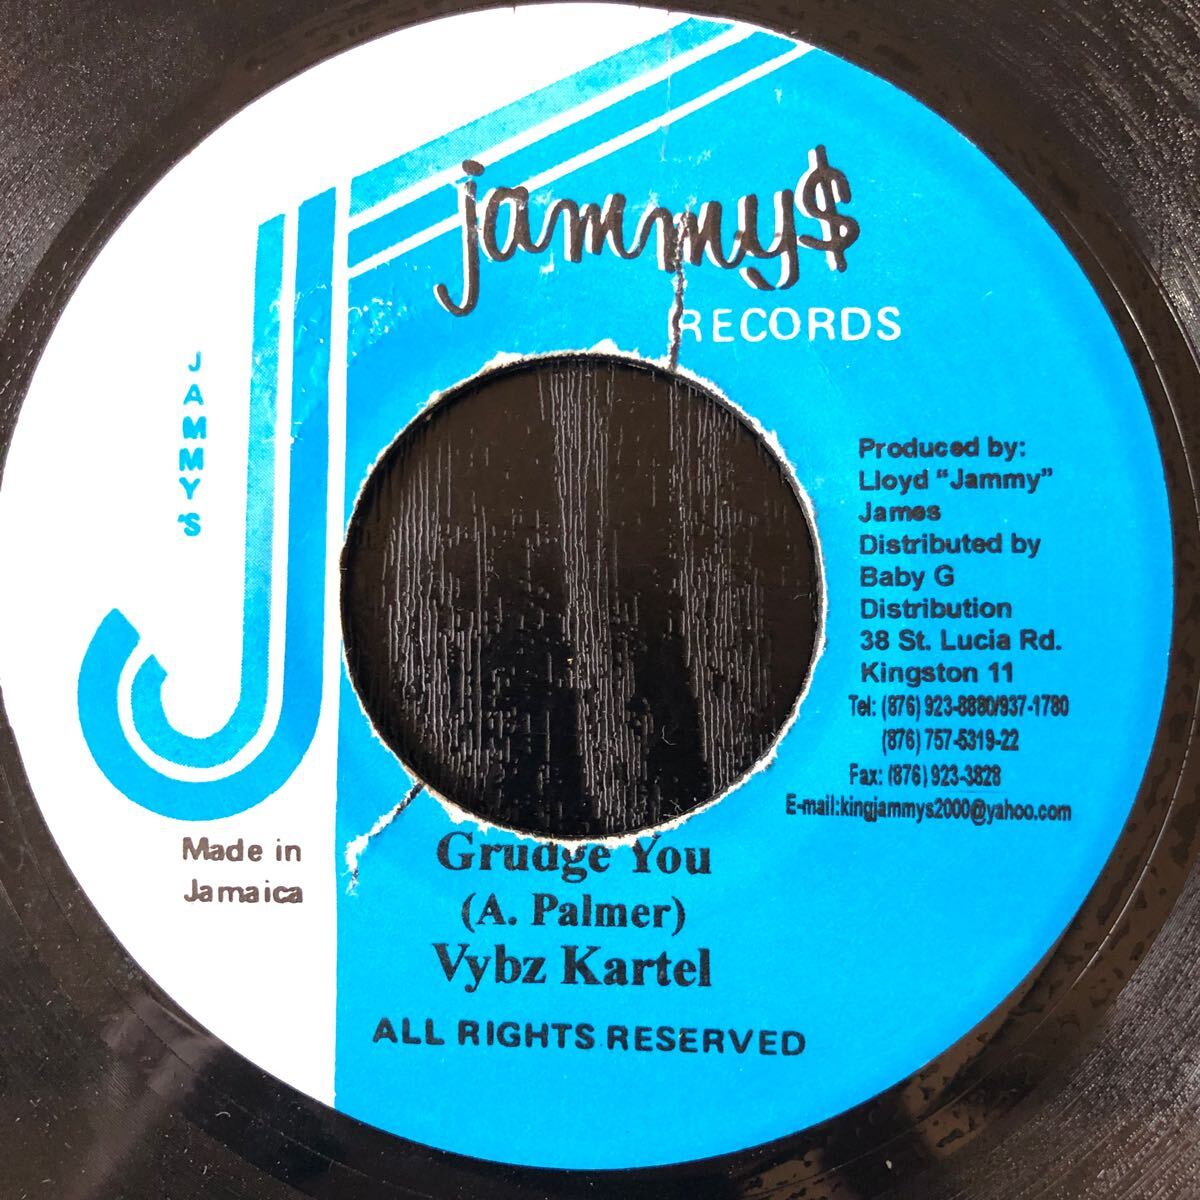 jammy$
RECORDS
JAMMY'S
Produced by:
Lloyd "Jammy"
James
Distributed by
Baby G
Distribution
38 St. Lucia Rd.
Kingston 11
Tel: (876) 923-8880/937-1780
(876) 757-5319-22
Fax: (876) 923-3828
E-mail:kingjammys2000@yahoo.com
Made in
Jamaica
Grudge You
(A. Palmer)
Vybz Kartel
ALL RIGHTS RESERVED